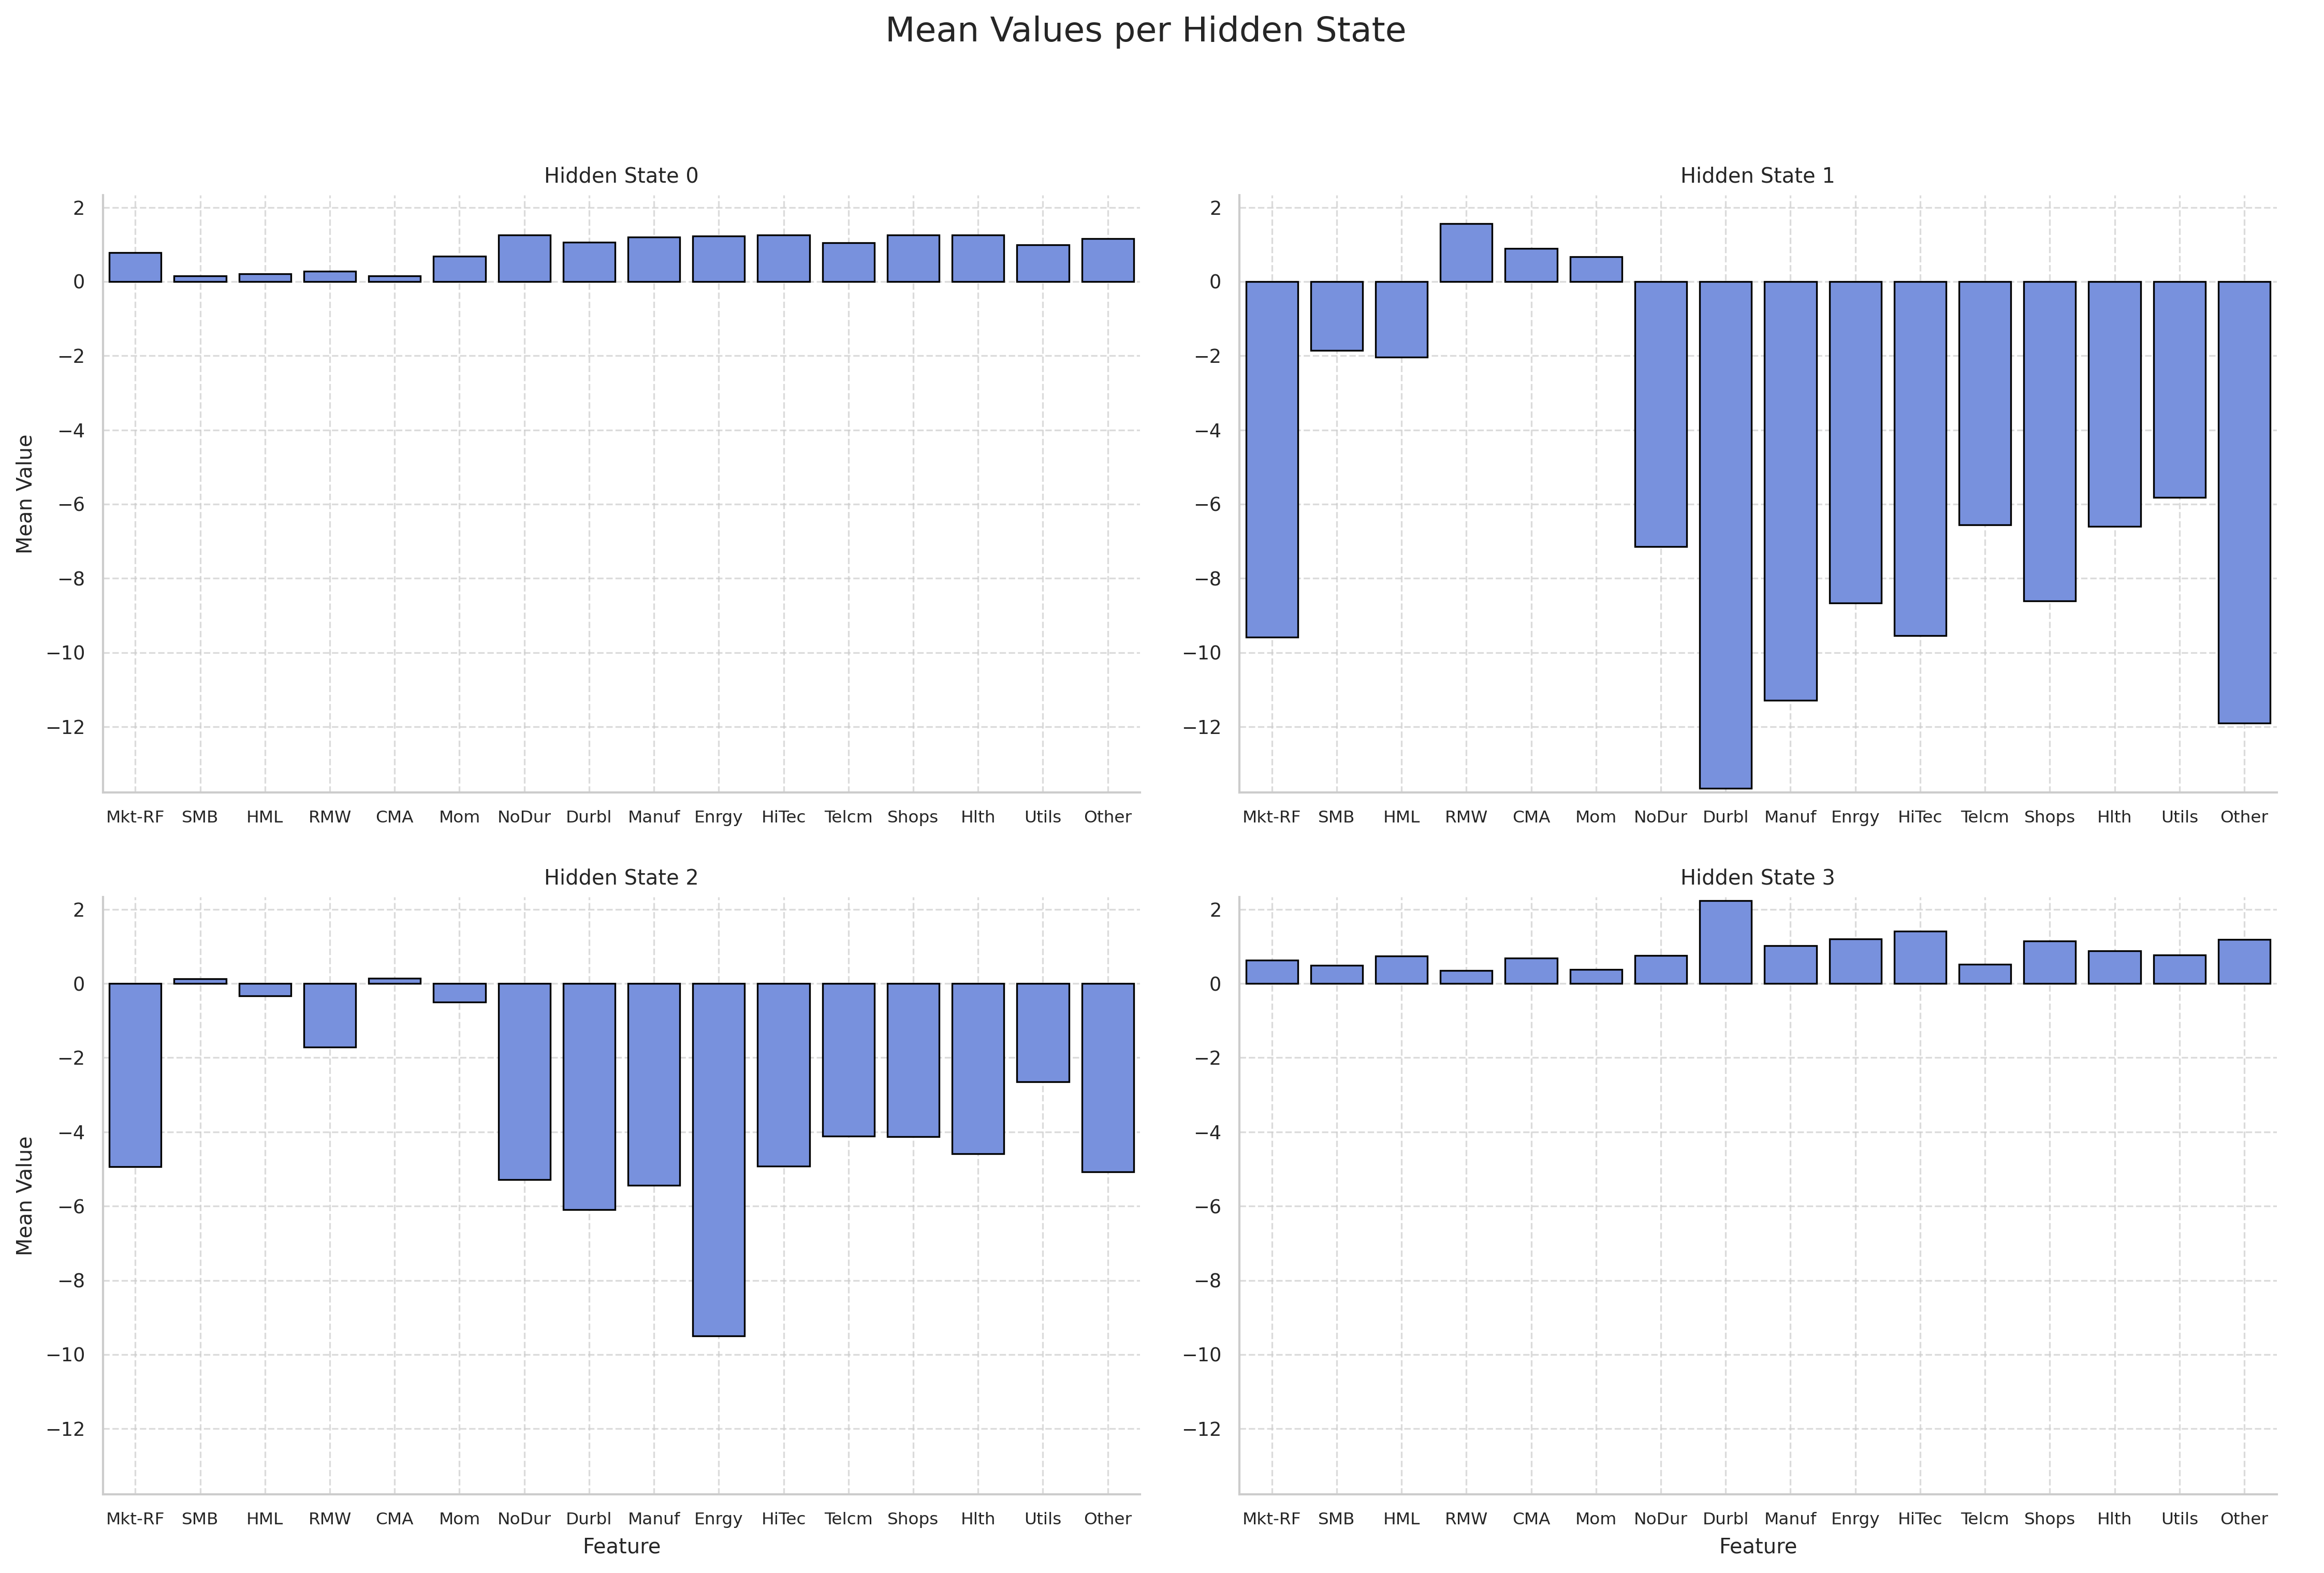 Mean Values per Hidden State
Hidden State 0
Mean Value
2
0
−2
−4
−6
−8
−10
−12
Mkt-RF SMB HML RMW CMA Mom NoDur Durbl Manuf Enrgy HiTec Telcm Shops Hlth Utils Other
Hidden State 1
2
0
−2
−4
−6
−8
−10
−12
Mkt-RF SMB HML RMW CMA Mom NoDur Durbl Manuf Enrgy HiTec Telcm Shops Hlth Utils Other
Hidden State 2
Mean Value
2
0
−2
−4
−6
−8
−10
−12
Mkt-RF SMB HML RMW CMA Mom NoDur Durbl Manuf Enrgy HiTec Telcm Shops Hlth Utils Other
Feature
Hidden State 3
2
0
−2
−4
−6
−8
−10
−12
Mkt-RF SMB HML RMW CMA Mom NoDur Durbl Manuf Enrgy HiTec Telcm Shops Hlth Utils Other
Feature